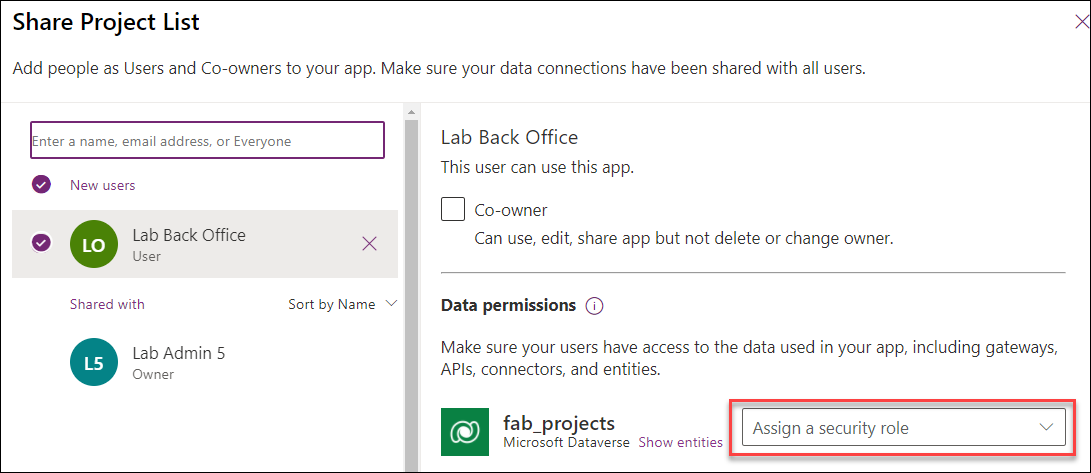 Share Project List
Add people as Users and Co-owners to your app. Make sure your data connections have been shared with all users.
Enter a name, email address, or Everyone
New users
LO
Lab Back Office
User
Shared with
Sort by Name
L5
Lab Admin 5
Owner
Lab Back Office
This user can use this app.
Co-owner
Can use, edit, share app but not delete or change owner.
Data permissions
Make sure your users have access to the data used in your app, including gateways,
APIs, connectors, and entities.
fab_projects
Microsoft Dataverse Show entities
Assign a security role